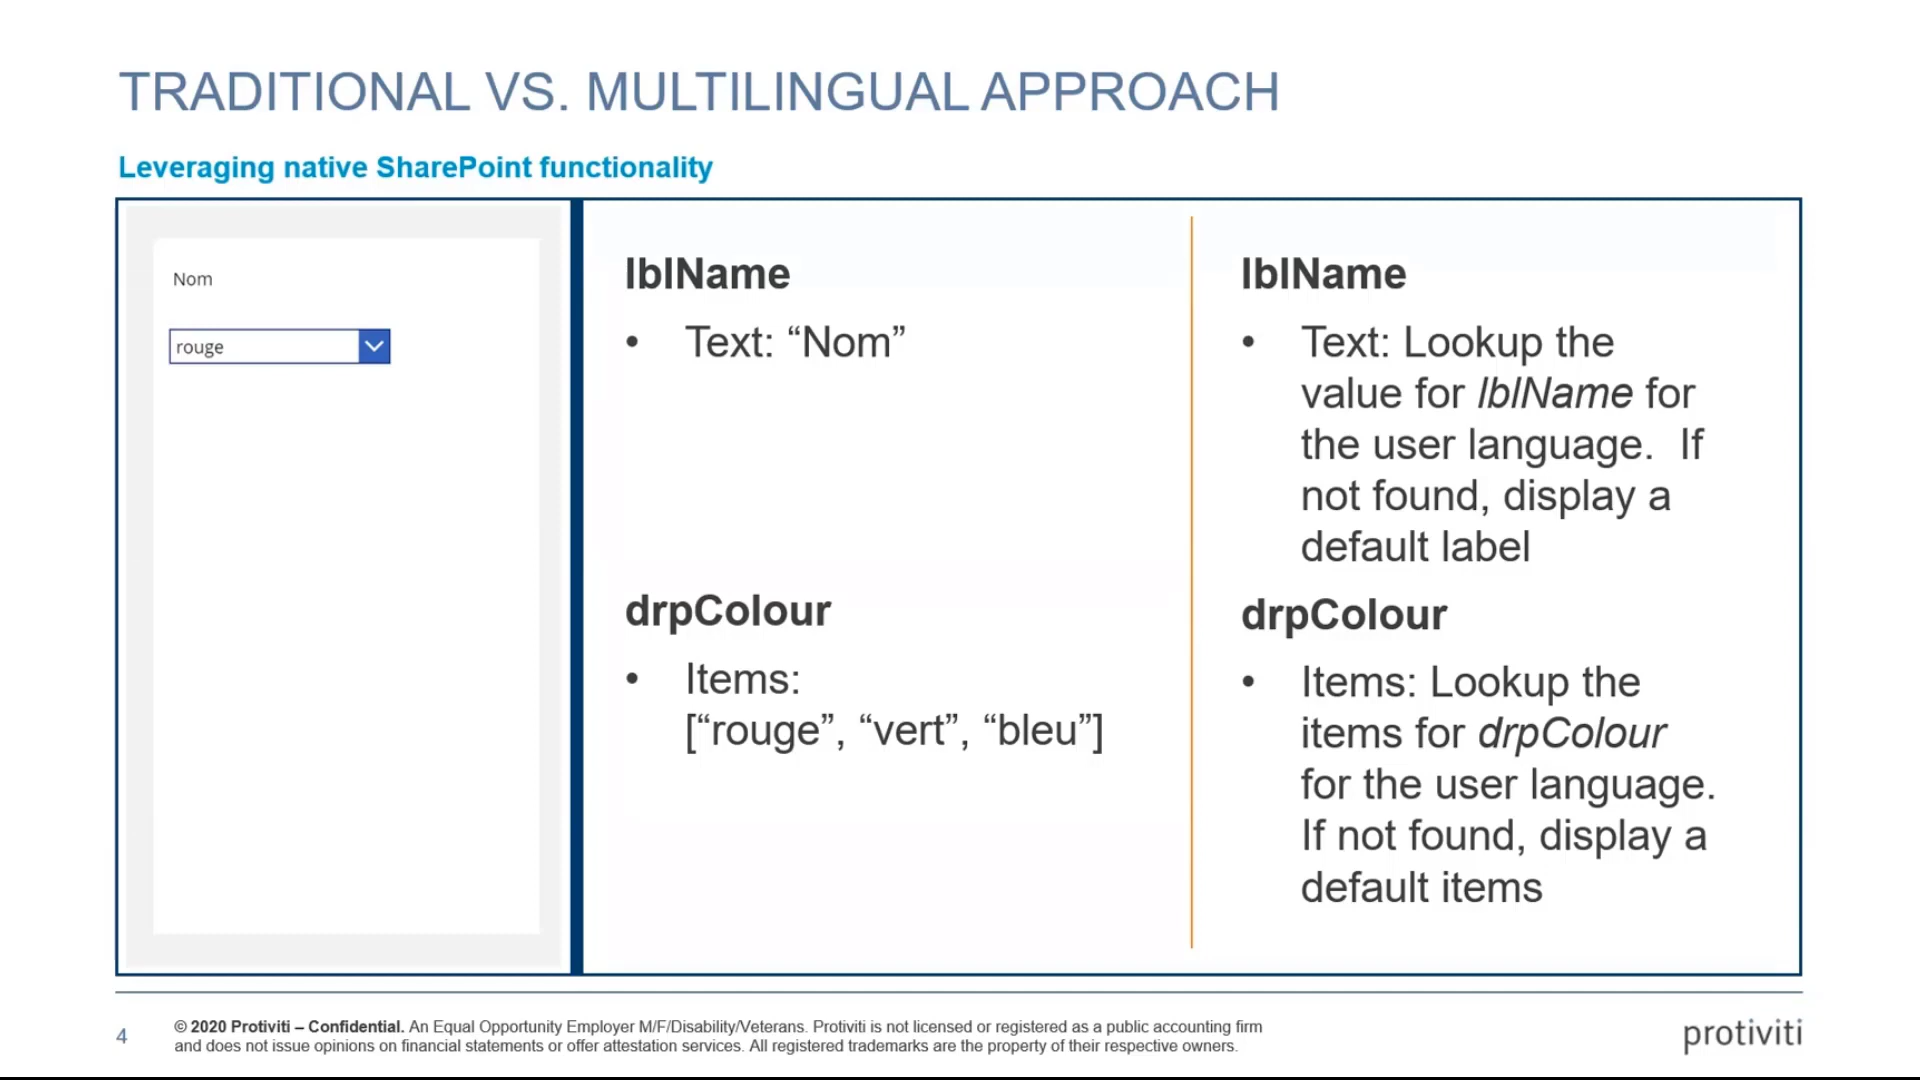 TRADITIONAL VS. MULTILINGUAL APPROACH
Leveraging native SharePoint functionality
Nom
rouge
lblName
• Text: “Nom”
drpColour
• Items:
[“rouge”, “vert”, “bleu”]
lblName
• Text: Lookup the
value for lblName for
the user language.  If
not found, display a
default label
drpColour
• Items: Lookup the
items for drpColour
for the user language.
If not found, display a
default items
4
© 2020 Protiviti – Confidential. An Equal Opportunity Employer M/F/Disability/Veterans. Protiviti is not licensed or registered as a public accounting firm
and does not issue opinions on financial statements or offer attestation services. All registered trademarks are the property of their respective owners.
protiviti